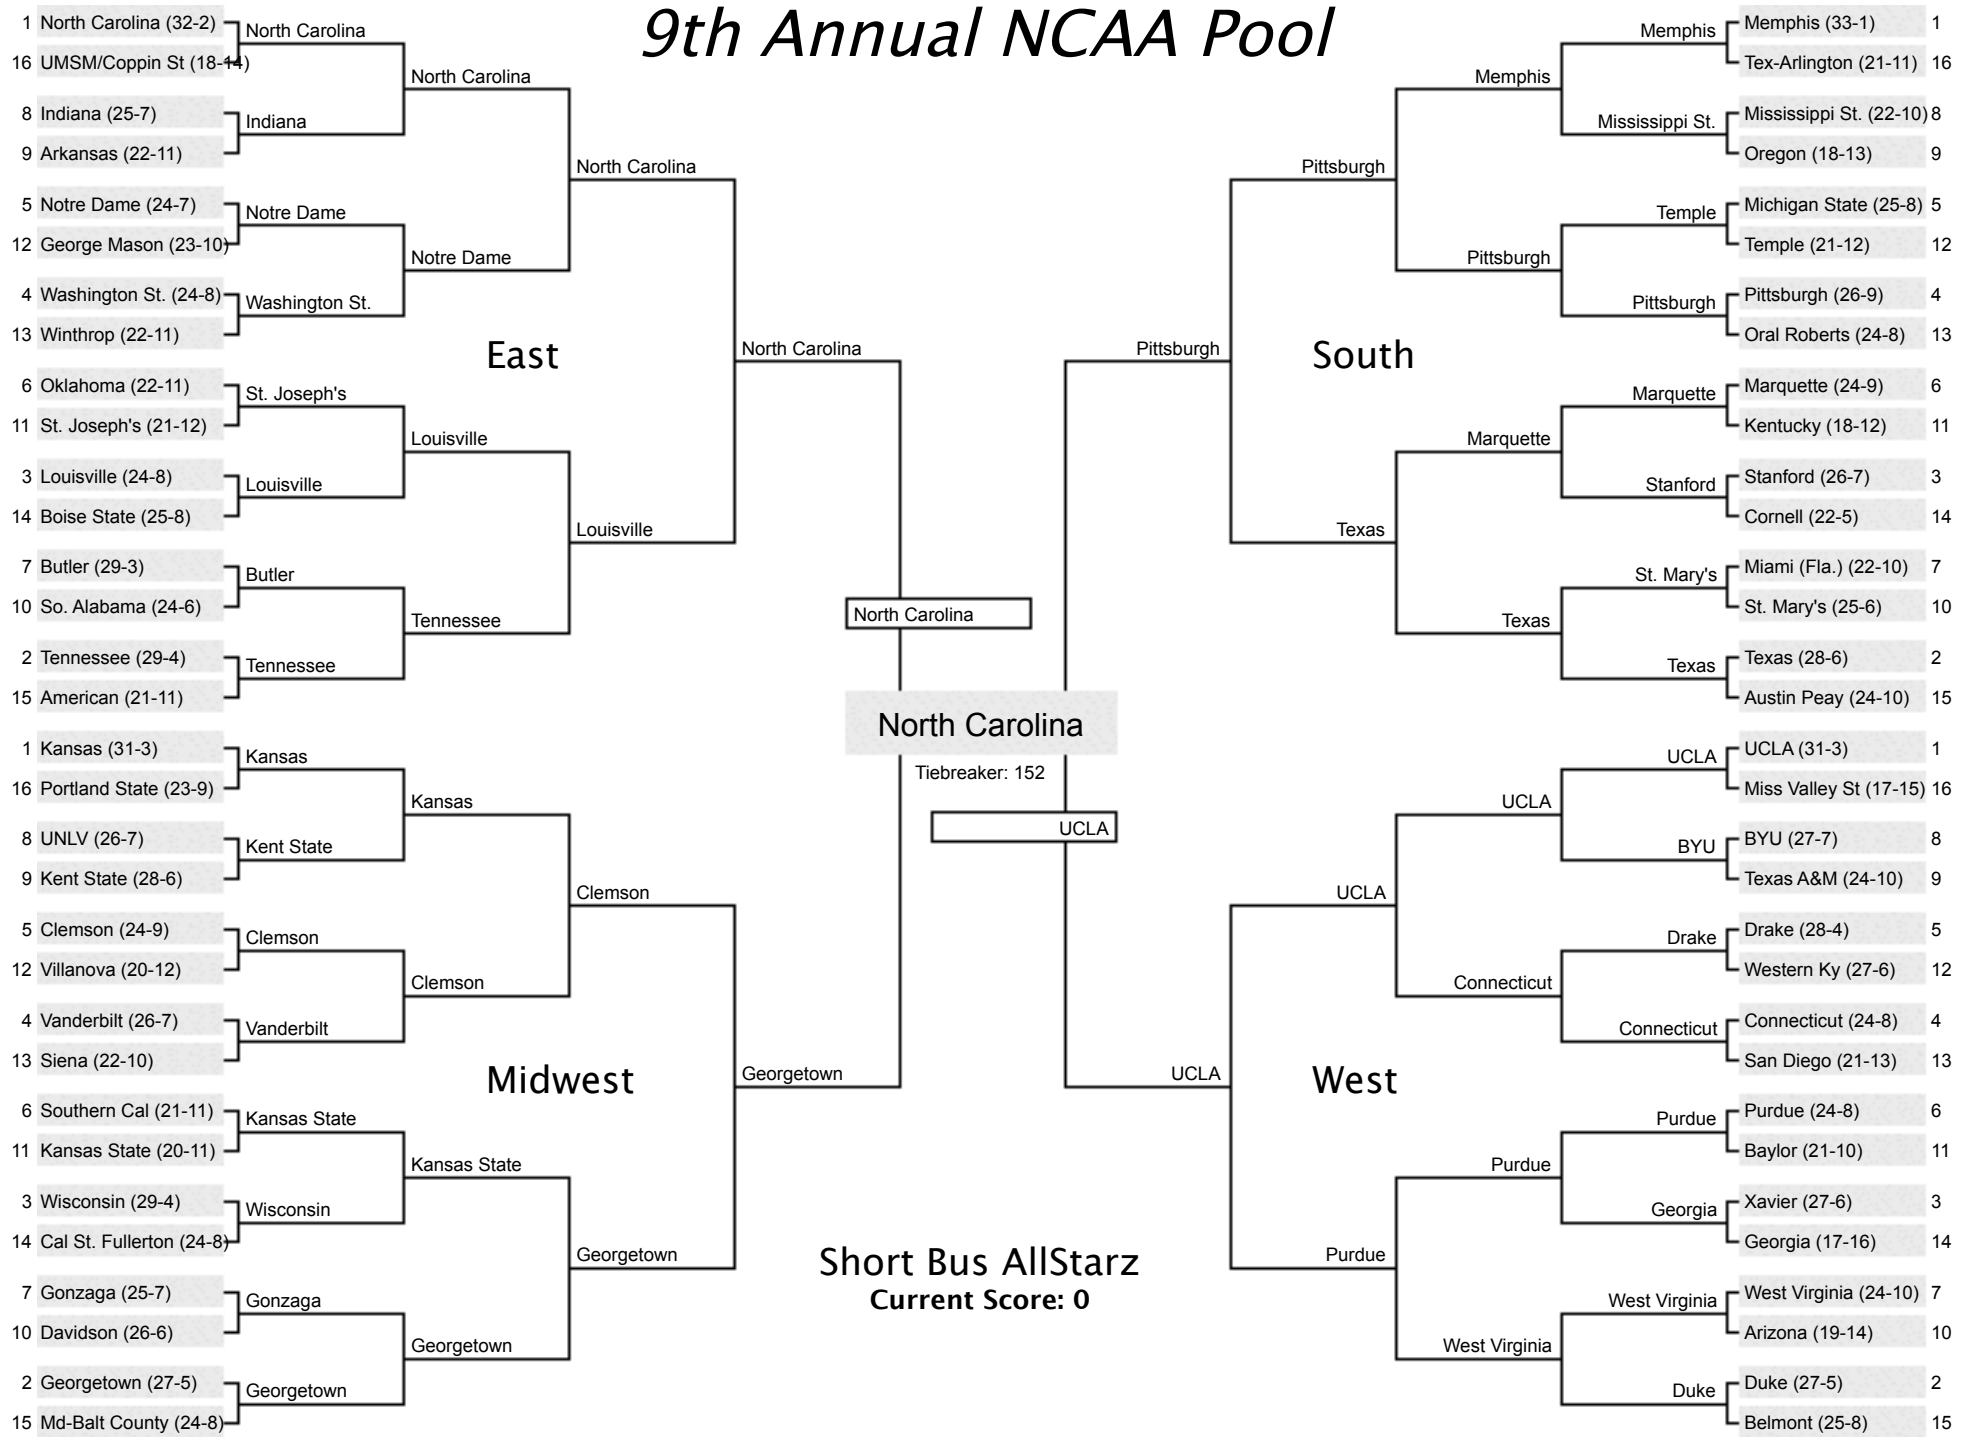 9th Annual NCAA Pool
1 North Carolina (32-2)
16 UMSM/Coppin St (18-14)
8 Indiana (25-7)
9 Arkansas (22-11)
5 Notre Dame (24-7)
12 George Mason (23-10)
4 Washington St. (24-8)
13 Winthrop (22-11)
6 Oklahoma (22-11)
11 St. Joseph's (21-12)
3 Louisville (24-8)
14 Boise State (25-8)
7 Butler (29-3)
10 So. Alabama (24-6)
2 Tennessee (29-4)
15 American (21-11)
North Carolina
Indiana
Notre Dame
Washington St.
St. Joseph's
Louisville
Butler
Tennessee
North Carolina
Notre Dame
Louisville
Tennessee
North Carolina
Louisville
East
North Carolina
1 Kansas (31-3)
16 Portland State (23-9)
8 UNLV (26-7)
9 Kent State (28-6)
5 Clemson (24-9)
12 Villanova (20-12)
4 Vanderbilt (26-7)
13 Siena (22-10)
6 Southern Cal (21-11)
11 Kansas State (20-11)
3 Wisconsin (29-4)
14 Cal St. Fullerton (24-8)
7 Gonzaga (25-7)
10 Davidson (26-6)
2 Georgetown (27-5)
15 Md-Balt County (24-8)
Kansas
Kent State
Clemson
Vanderbilt
Kansas State
Wisconsin
Gonzaga
Georgetown
Kansas
Clemson
Kansas State
Georgetown
Clemson
Georgetown
Midwest
Georgetown
North Carolina
North Carolina
Tiebreaker: 152
UCLA
Short Bus AllStarz
Current Score: 0
Memphis (33-1) 1
Tex-Arlington (21-11) 16
Mississippi St. (22-10) 8
Oregon (18-13) 9
Michigan State (25-8) 5
Temple (21-12) 12
Pittsburgh (26-9) 4
Oral Roberts (24-8) 13
Marquette (24-9) 6
Kentucky (18-12) 11
Stanford (26-7) 3
Cornell (22-5) 14
Miami (Fla.) (22-10) 7
St. Mary's (25-6) 10
Texas (28-6) 2
Austin Peay (24-10) 15
Memphis
Mississippi St.
Temple
Pittsburgh
Marquette
Stanford
St. Mary's
Texas
Memphis
Pittsburgh
Marquette
Texas
Pittsburgh
Texas
South
Pittsburgh
UCLA (31-3) 1
Miss Valley St (17-15) 16
BYU (27-7) 8
Texas A&M (24-10) 9
Drake (28-4) 5
Western Ky (27-6) 12
Connecticut (24-8) 4
San Diego (21-13) 13
Purdue (24-8) 6
Baylor (21-10) 11
Xavier (27-6) 3
Georgia (17-16) 14
West Virginia (24-10) 7
Arizona (19-14) 10
Duke (27-5) 2
Belmont (25-8) 15
UCLA
BYU
Drake
Connecticut
Purdue
Georgia
West Virginia
Duke
UCLA
Connecticut
Purdue
West Virginia
UCLA
Purdue
West
UCLA